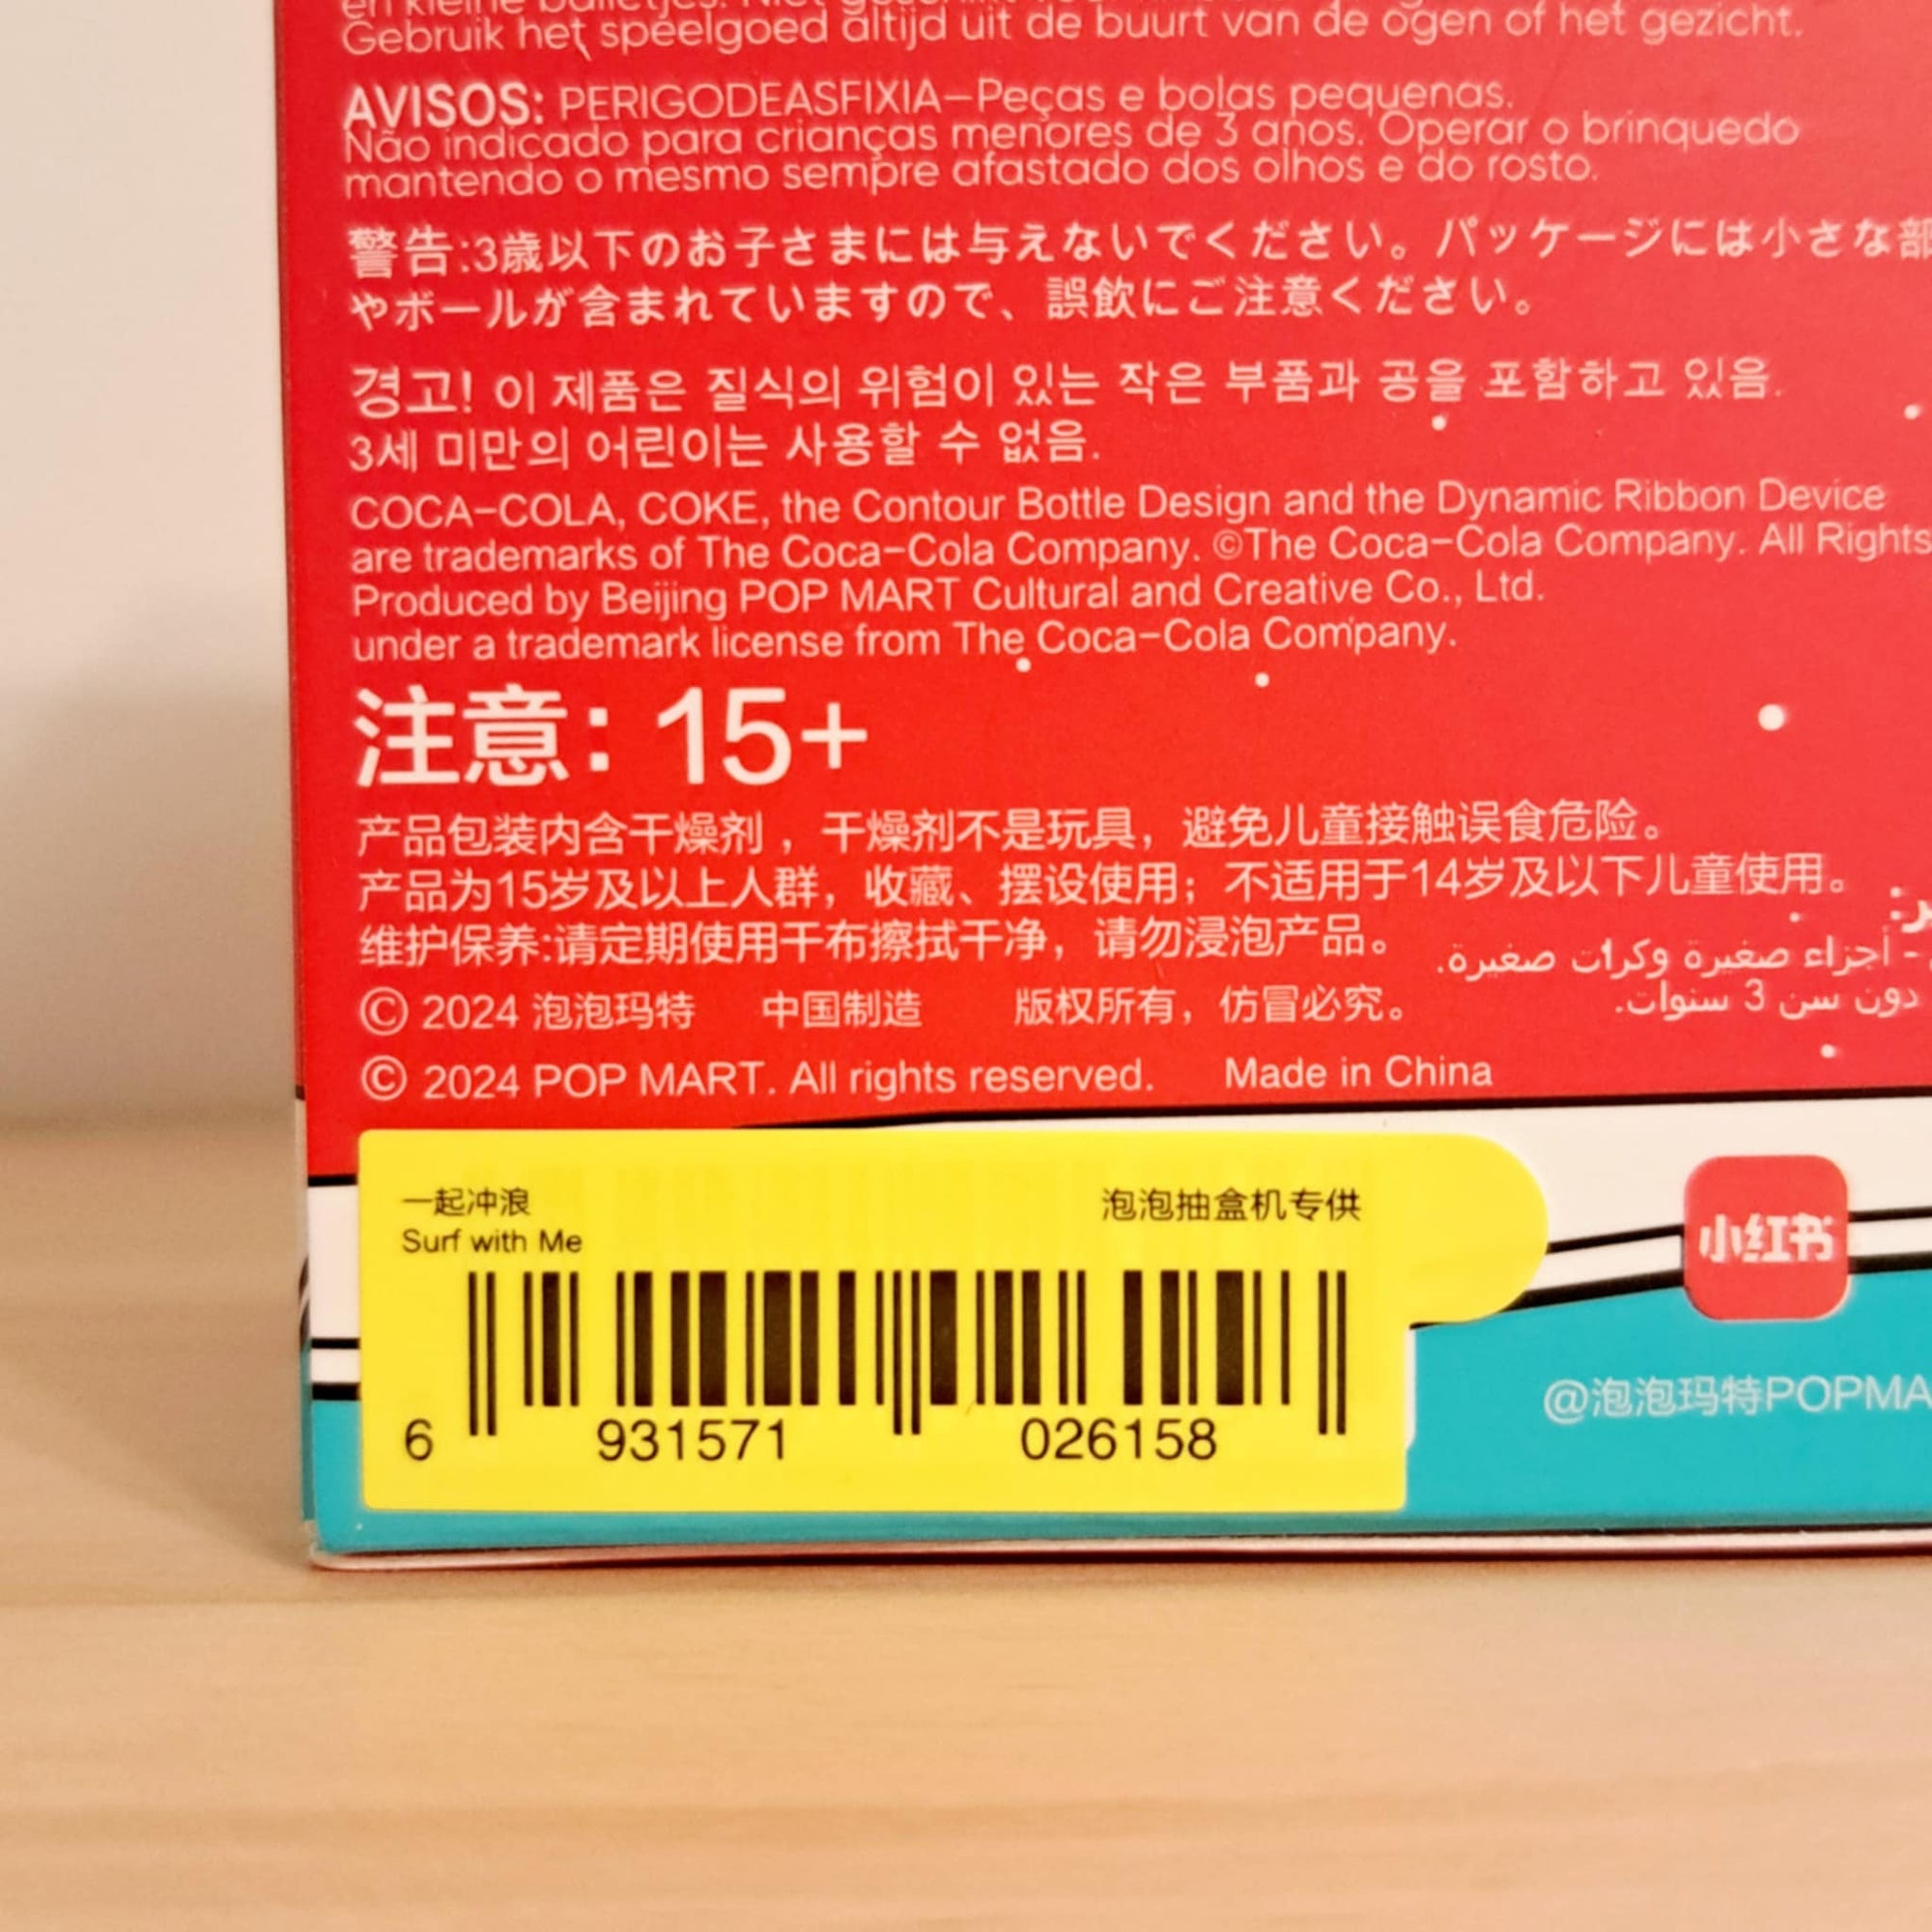 en kleine balletjes. Niet geschikt voor
Gebruik het speelgoed altijd uit de buurt van de ogen of het gezicht.
AVISOS: PERIGODEASFIXIA-Peças e bolas pequenas.
Não indicado para crianças menores de 3 anos. Operar o brinquedo
mantendo o mesmo sempre afastado dos olhos e do rosto.
警告:3歳以下のお子さまには与えないでください。パッケージには小さな部
やボールが含まれていますので、誤飲にご注意ください。
경고! 이 제품은 질식의 위험이 있는 작은 부품과 공을 포함하고 있음.
3세 미만의 어린이는 사용할 수 없음.
COCA-COLA, COKE, the Contour Bottle Design and the Dynamic Ribbon Device
are trademarks of The Coca-Cola Company. ©The Coca-Cola Company. All Rights
Produced by Beijing POP MART Cultural and Creative Co., Ltd.
under a trademark license from The Coca-Cola Company.
注意: 15+
产品包装内含干燥剂，干燥剂不是玩具，避免儿童接触误食危险。
产品为15岁及以上人群，收藏、摆设使用；不适用于14岁及以下儿童使用。
维护保养:请定期使用干布擦拭干净，请勿浸泡产品。
- أجزاء صغيرة وكرات صغيرة.
دون سن 3 سنوات.
© 2024 泡泡玛特 中国制造 版权所有，仿冒必究。
© 2024 POP MART. All rights reserved. Made in China
一起冲浪 泡泡抽盒机专供
Surf with Me
6 931571 026158
小红书
@泡泡玛特POPMA